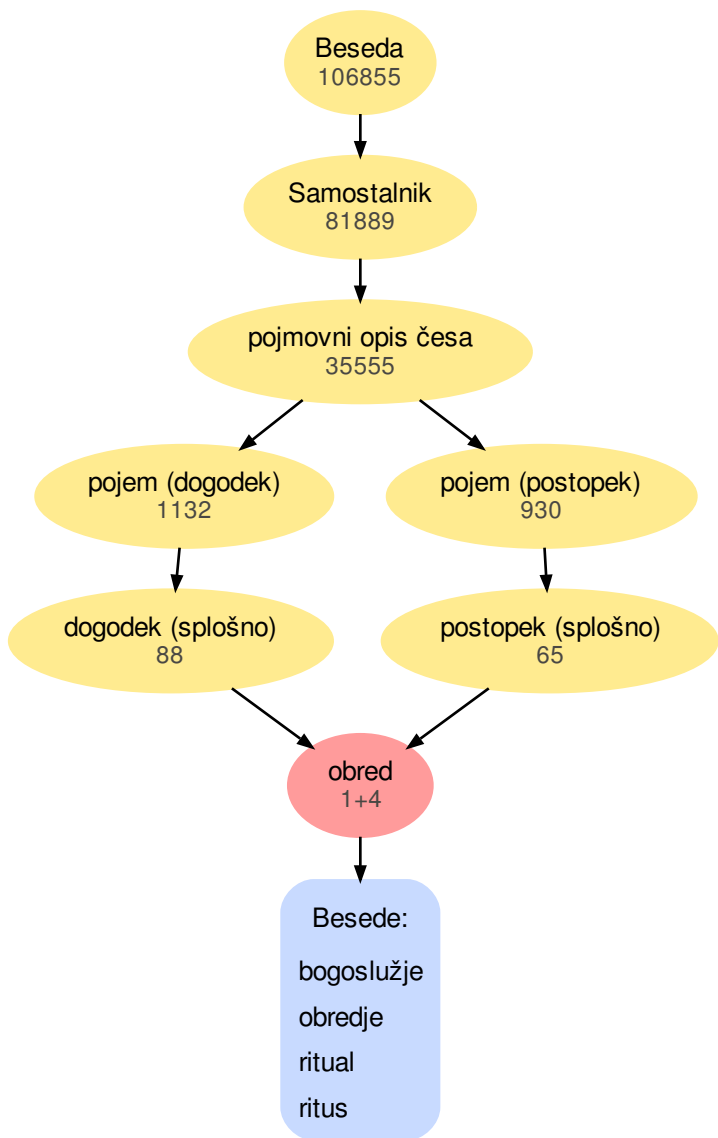 Beseda
106855
Samostalnik
81889
pojmovni opis česa
35555
pojem (dogodek)
1132
pojem (postopek)
930
dogodek (splošno)
88
postopek (splošno)
65
obred
1+4
Besede:
bogoslužje
obredje
ritual
ritus